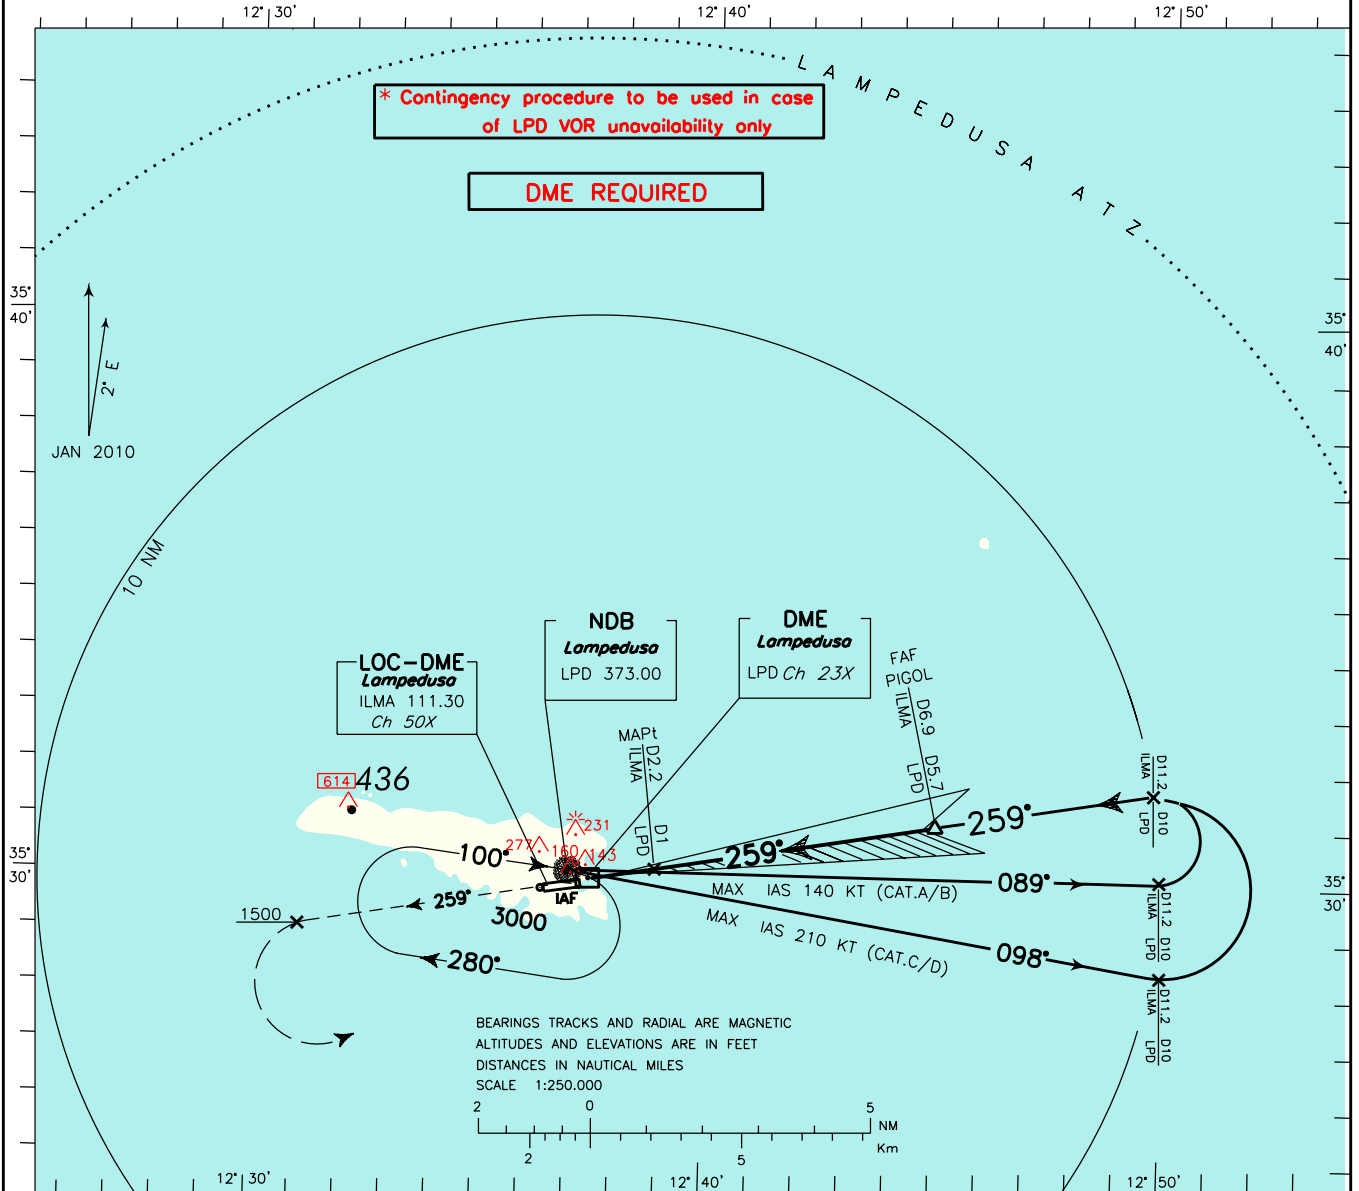 12° 30'
12° 40'
12° 50'
LAMPEDUSA ATZ
* Contingency procedure to be used in case
of LPD VOR unavailability only
DME REQUIRED
35°
40'
35°
40'
2° E
JAN 2010
10 NM
NDB
Lampedusa
LPD 373.00
DME
Lampedusa
LPD Ch 23X
LOC-DME
Lampedusa
ILMA 111.30
Ch 50X
FAF
PIGOL
D6.9
ILMA
D5.7
LPD
MAPt
D2.2
ILMA
D1
LPD
D11.2
ILMA
D10
LPD
614
436
231
277
160
143
259°
259°
100°
35°
30'
35°
30'
089°
MAX IAS 140 KT (CAT.A/B)
IAF
259°
3000
1500
D11.2
ILMA
D10
LPD
MAX IAS 210 KT (CAT.C/D)
098°
280°
D11.2
ILMA
D10
LPD
BEARINGS TRACKS AND RADIAL ARE MAGNETIC
ALTITUDES AND ELEVATIONS ARE IN FEET
DISTANCES IN NAUTICAL MILES
SCALE 1:250.000
2 0 5
NM
Km
2 5
12° 30'
12° 40'
12° 50'